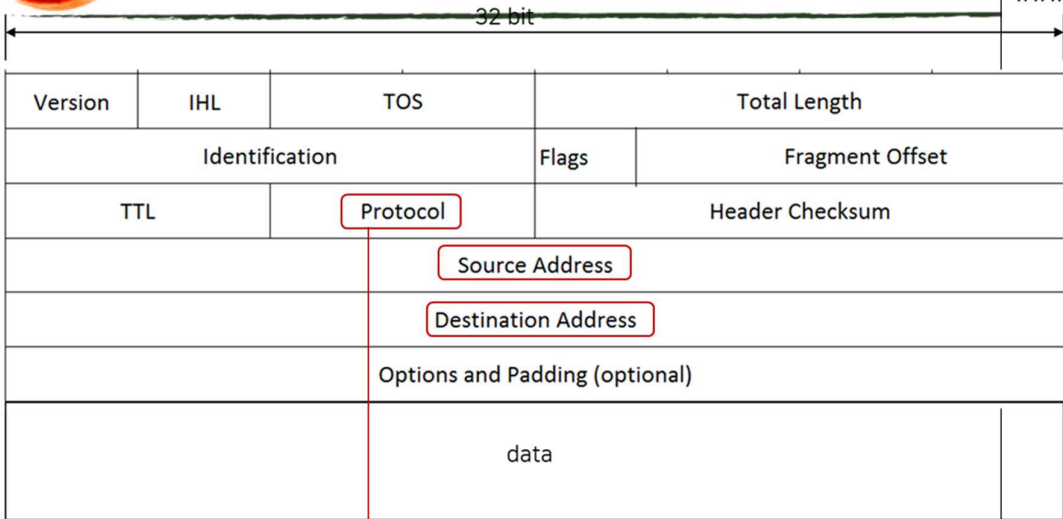 32 bit
Version IHL TOS Total Length
Identification Flags Fragment Offset
TTL Protocol Header Checksum
Source Address
Destination Address
Options and Padding (optional)
data